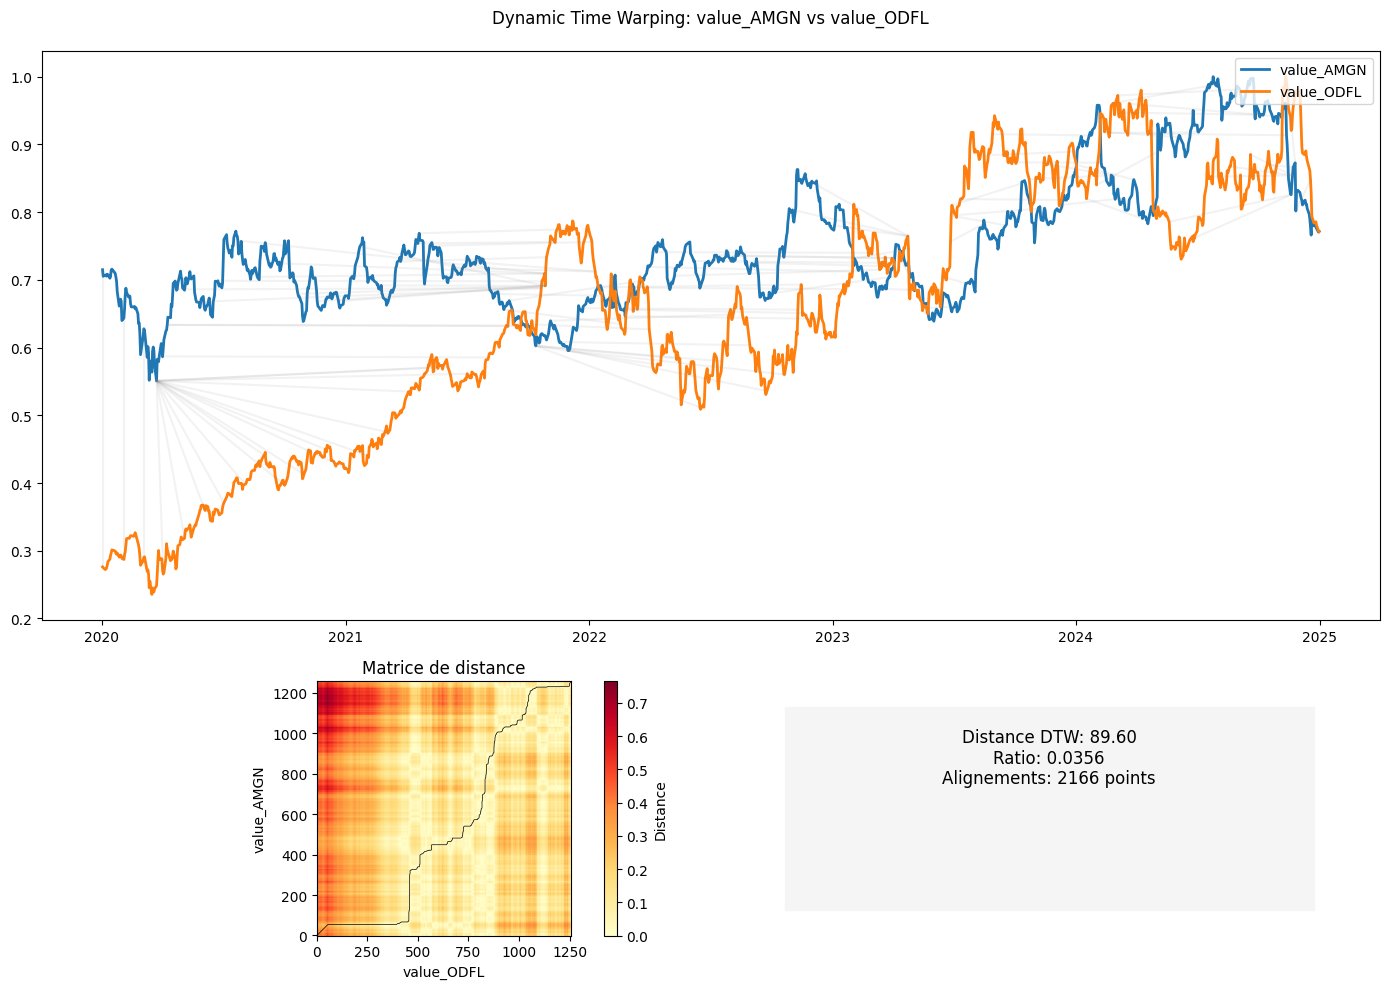 Dynamic Time Warping: value_AMGN vs value_ODFL
value_AMGN
value_ODFL
1.0
0.9
0.8
0.7
0.6
0.5
0.4
0.3
0.2
2020 2021 2022 2023 2024 2025
Matrice de distance
value_AMGN
1200
1000
800
600
400
200
0
0 250 500 750 1000 1250
value_ODFL
0.7
0.6
0.5
0.4
0.3
0.2
0.1
0.0
Distance
Distance DTW: 89.60
Ratio: 0.0356
Alignements: 2166 points